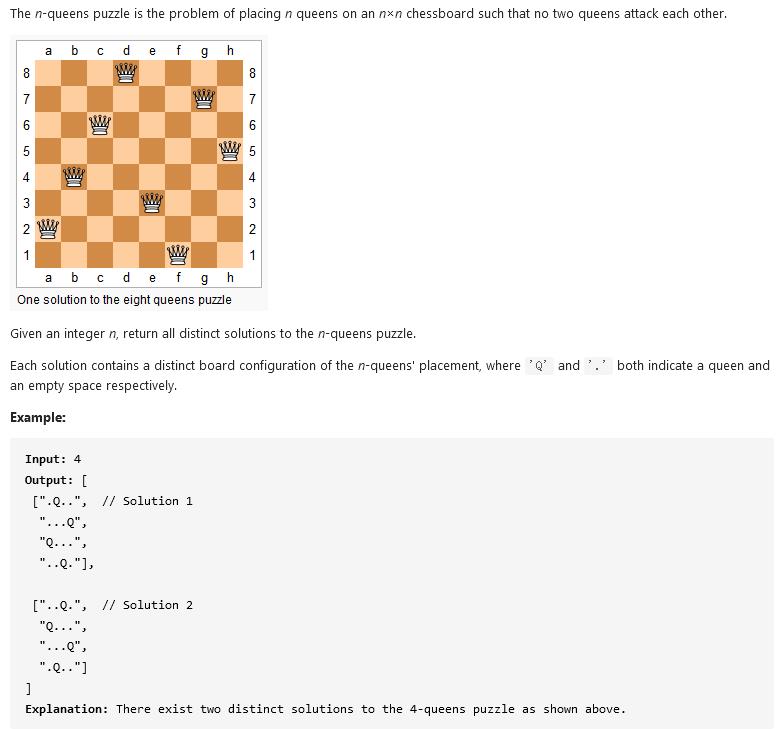 The n-queens puzzle is the problem of placing n queens on an n×n chessboard such that no two queens attack each other.
a b c d e f g h
8 8
7 7
6 6
5 5
4 4
3 3
2 2
1 1
a b c d e f g h
One solution to the eight queens puzzle
Given an integer n, return all distinct solutions to the n-queens puzzle.
Each solution contains a distinct board configuration of the n-queens' placement, where 'Q' and '.' both indicate a queen and
an empty space respectively.
Example:
Input: 4
Output: [
[".Q..", // Solution 1
"...Q",
"Q...",
"..Q."],
["..Q.", // Solution 2
"Q...",
"...Q",
".Q.."]
]
Explanation: There exist two distinct solutions to the 4-queens puzzle as shown above.